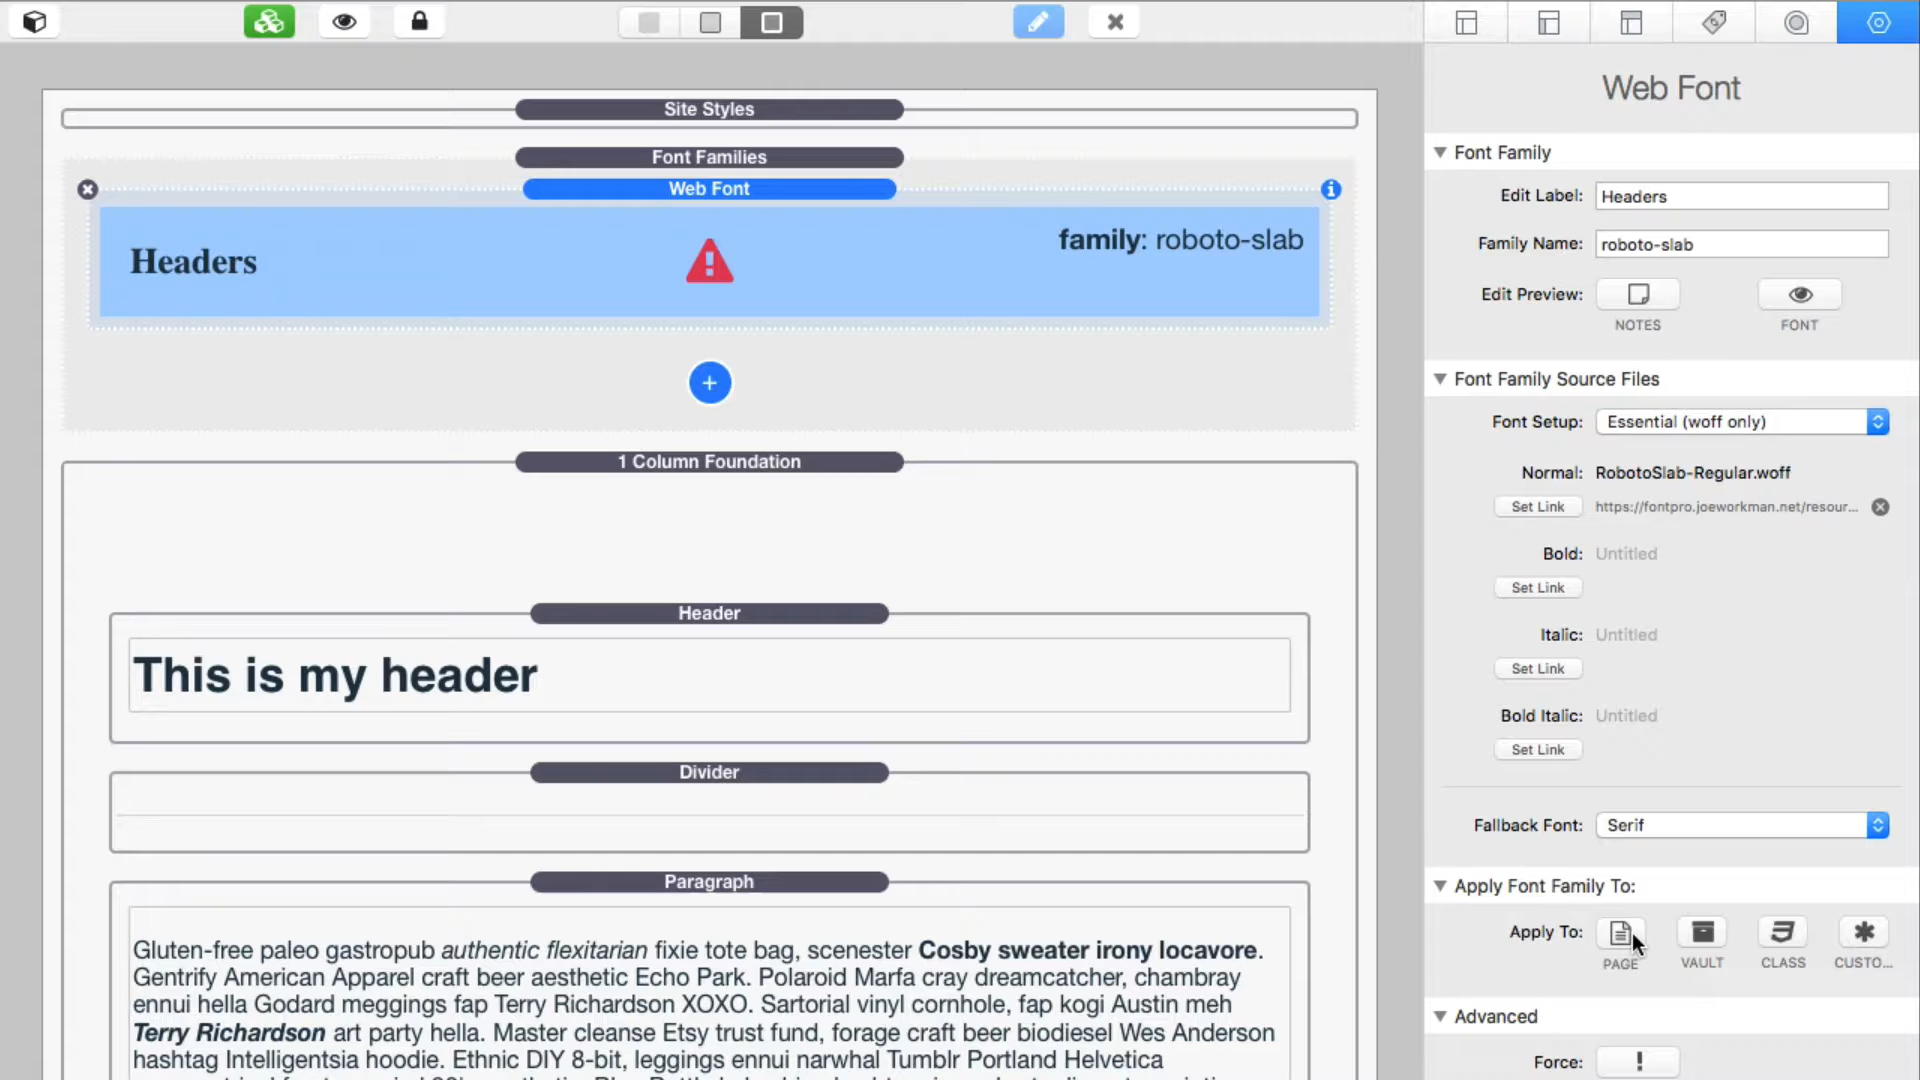 Site Styles
Font Families
Web Font
Headers
family: roboto-slab
1 Column Foundation
Header
This is my header
Divider
Paragraph
Gluten-free paleo gastropub authentic flexitarian fixie tote bag, scenester Cosby sweater irony locavore.
Gentrify American Apparel craft beer aesthetic Echo Park. Polaroid Marfa cray dreamcatcher, chambray
ennui hella Godard meggings fap Terry Richardson XOXO. Sartorial vinyl cornhole, fap kogi Austin meh
Terry Richardson art party hella. Master cleanse Etsy trust fund, forage craft beer biodiesel Wes Anderson
hashtag Intelligentsia hoodie. Ethnic DIY 8-bit, leggings ennui narwhal Tumblr Portland Helvetica
Web Font
Font Family
Edit Label: Headers
Family Name: roboto-slab
Edit Preview:
NOTES FONT
Font Family Source Files
Font Setup: Essential (woff only)
Normal: RobotoSlab-Regular.woff
Set Link https://fontpro.joeworkman.net/resour...
Bold: Untitled
Set Link
Italic: Untitled
Set Link
Bold Italic: Untitled
Set Link
Fallback Font: Serif
Apply Font Family To:
Apply To:
PAGE VAULT CLASS CUSTO...
Advanced
Force: